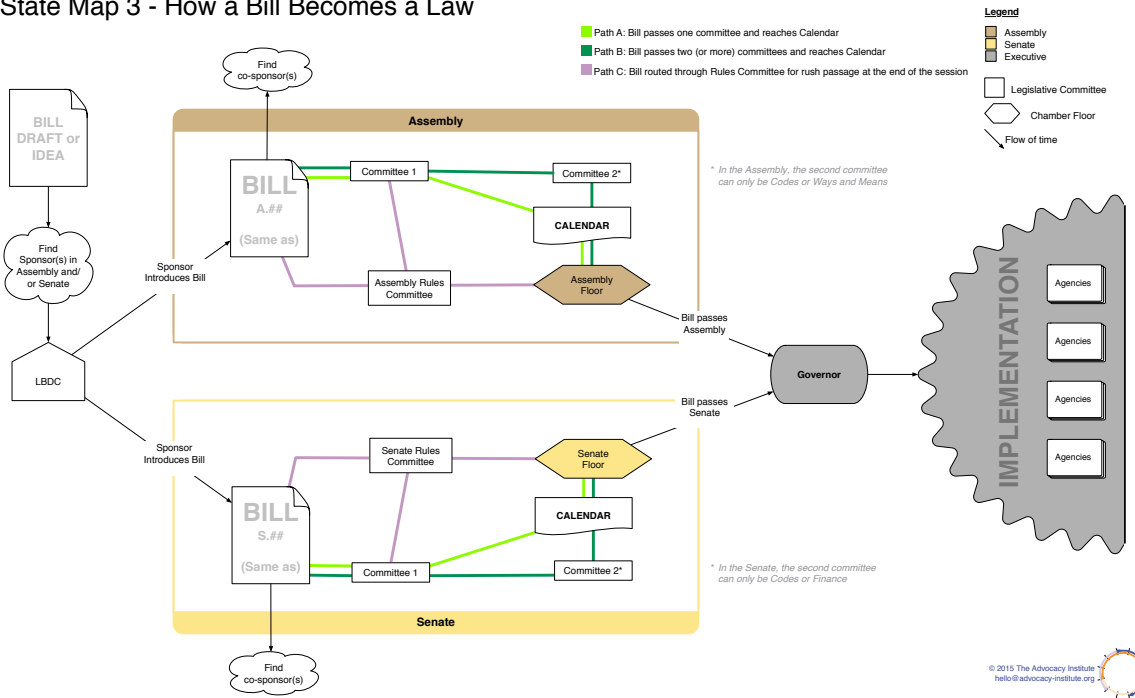 State Map 3 - How a Bill Becomes a Law
Legend
Assembly
Senate
Executive
Legislative Committee
Chamber Floor
Flow of time
Path A: Bill passes one committee and reaches Calendar
Path B: Bill passes two (or more) committees and reaches Calendar
Path C: Bill routed through Rules Committee for rush passage at the end of the session
BILL
DRAFT or
IDEA
Find
Sponsor(s) in
Assembly and/
or Senate
LBDC
Sponsor
Introduces Bill
Sponsor
Introduces Bill
Find
co-sponsor(s)
Assembly
BILL
A.##
(Same as)
Committee 1
Committee 2*
CALENDAR
Assembly Rules
Committee
Assembly
Floor
* In the Assembly, the second committee
can only be Codes or Ways and Means
Bill passes
Assembly
Governor
Bill passes
Senate
Senate Rules
Committee
Senate
Floor
BILL
S.##
(Same as)
CALENDAR
Committee 1
Committee 2*
* In the Senate, the second committee
can only be Codes or Finance
Senate
Find
co-sponsor(s)
IMPLEMENTATION
Agencies
Agencies
Agencies
Agencies
© 2015 The Advocacy Institute
hello@advocacy-institute.org